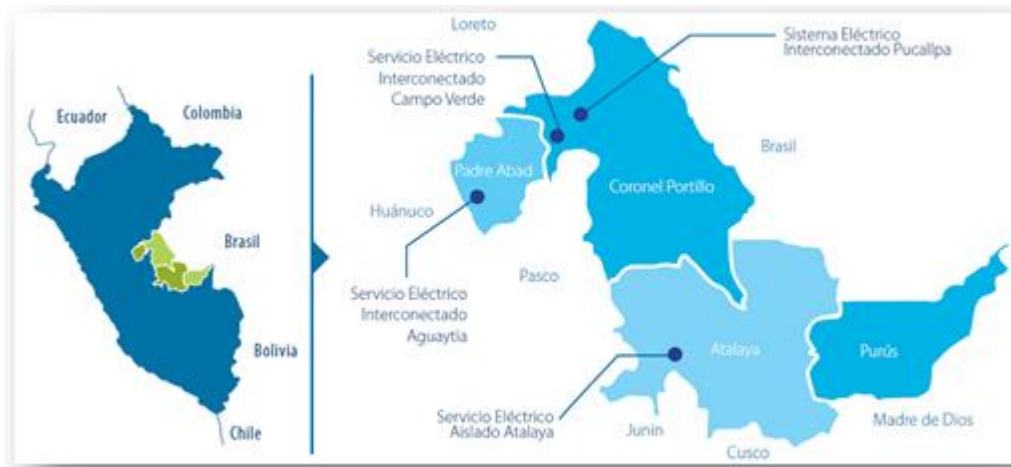 Ecuador
Colombia
Brasil
Bolivia
Chile
Loreto
Servicio Eléctrico
Interconectado
Campo Verde
Sistema Eléctrico
Interconectado Pucallpa
Brasil
Padre Abad
Coronel Portillo
Huánuco
Pasco
Servicio Eléctrico
Interconectado
Aguaytia
Atalaya
Purús
Servicio Eléctrico
Aislado Atalaya
Junin
Cusco
Madre de Dios